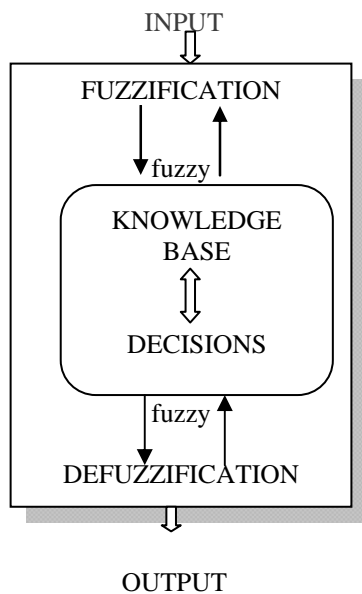 INPUT
FUZZIFICATION
fuzzy
KNOWLEDGE
BASE
DECISIONS
fuzzy
DEFUZZIFICATION
OUTPUT